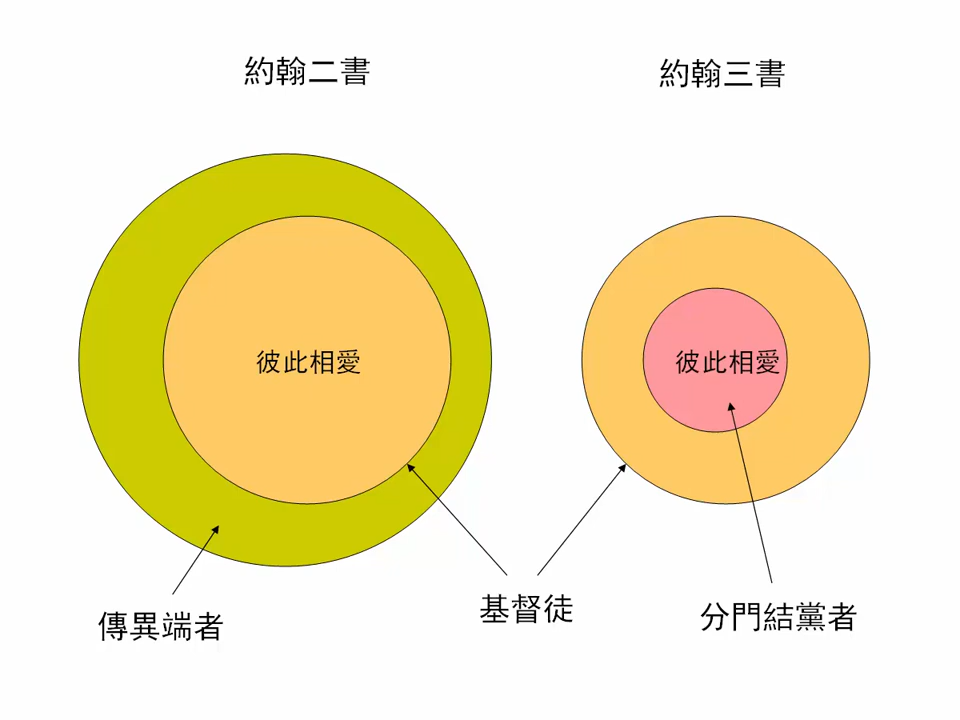 約翰二書
約翰三書
彼此相愛
彼此相愛
基督徒
分門結黨者
傳異端者